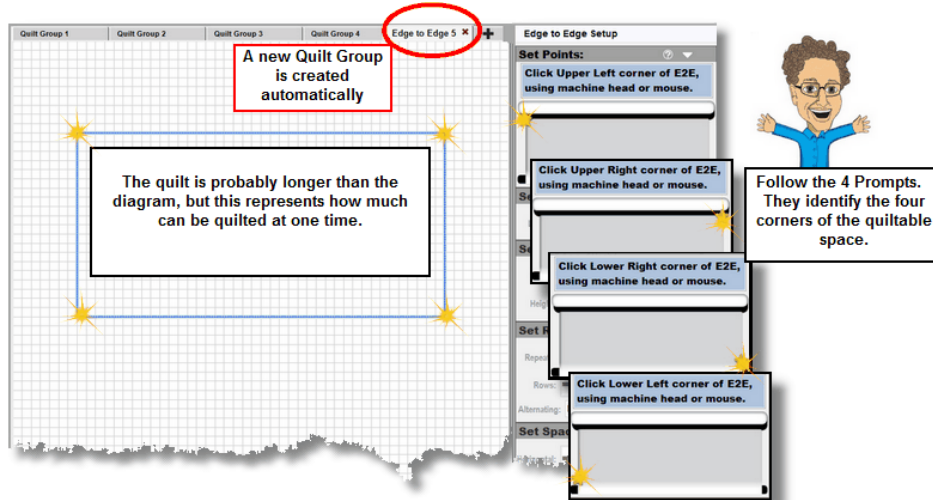 Quilt Group 1
Quilt Group 2
Quilt Group 3
Quilt Group 4
Edge to Edge 5 ✖
+
A new Quilt Group
is created
automatically
The quilt is probably longer than the
diagram, but this represents how much
can be quilted at one time.
Edge to Edge Setup
Set Points:
Click Upper Left corner of E2E,
using machine head or mouse.
Click Upper Right corner of E2E,
using machine head or mouse.
Click Lower Right corner of E2E,
using machine head or mouse.
Set R
Rows:
Alternating:
Click Lower Left corner of E2E,
using machine head or mouse.
Set Spac
Follow the 4 Prompts.
They identify the four
corners of the quiltable
space.